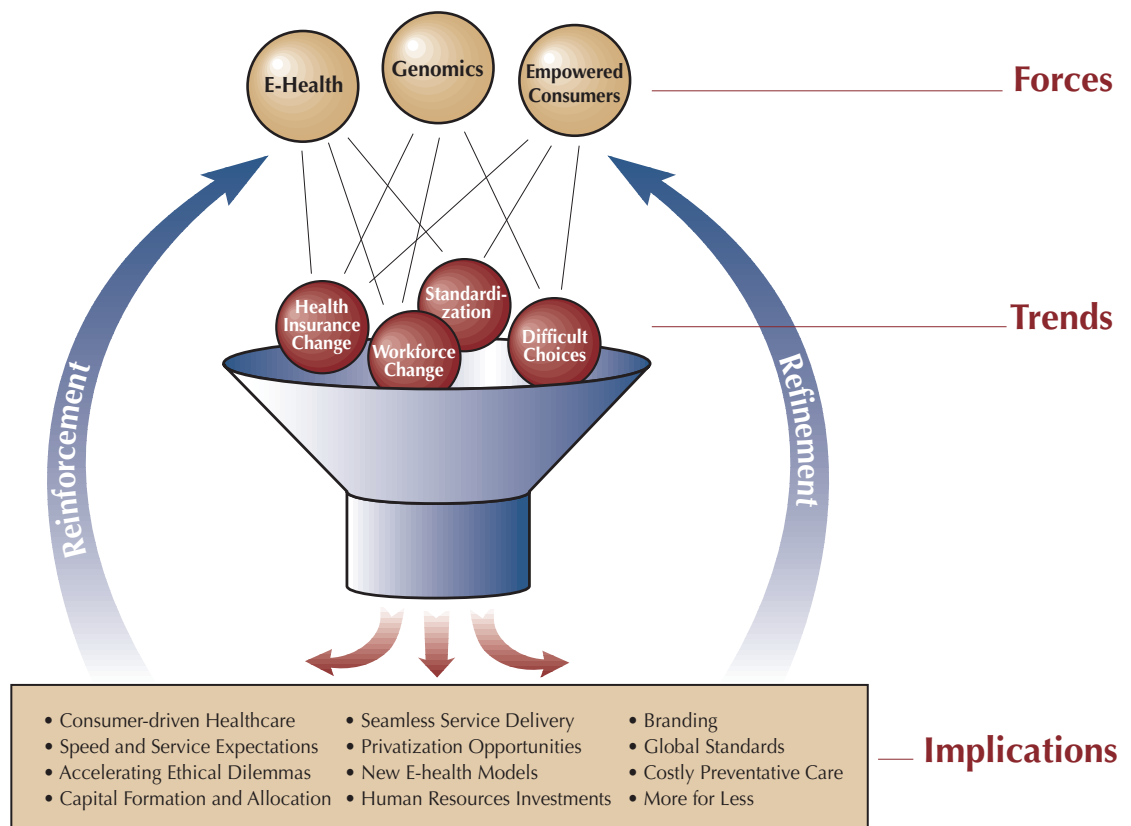 E-Health
Genomics
Empowered
Consumers
Forces
Health
Insurance
Change
Workforce
Change
Standardi-
zation
Difficult
Choices
Trends
Reinforcement
Refinement
• Consumer-driven Healthcare
• Speed and Service Expectations
• Accelerating Ethical Dilemmas
• Capital Formation and Allocation
• Seamless Service Delivery
• Privatization Opportunities
• New E-health Models
• Human Resources Investments
• Branding
• Global Standards
• Costly Preventative Care
• More for Less
Implications